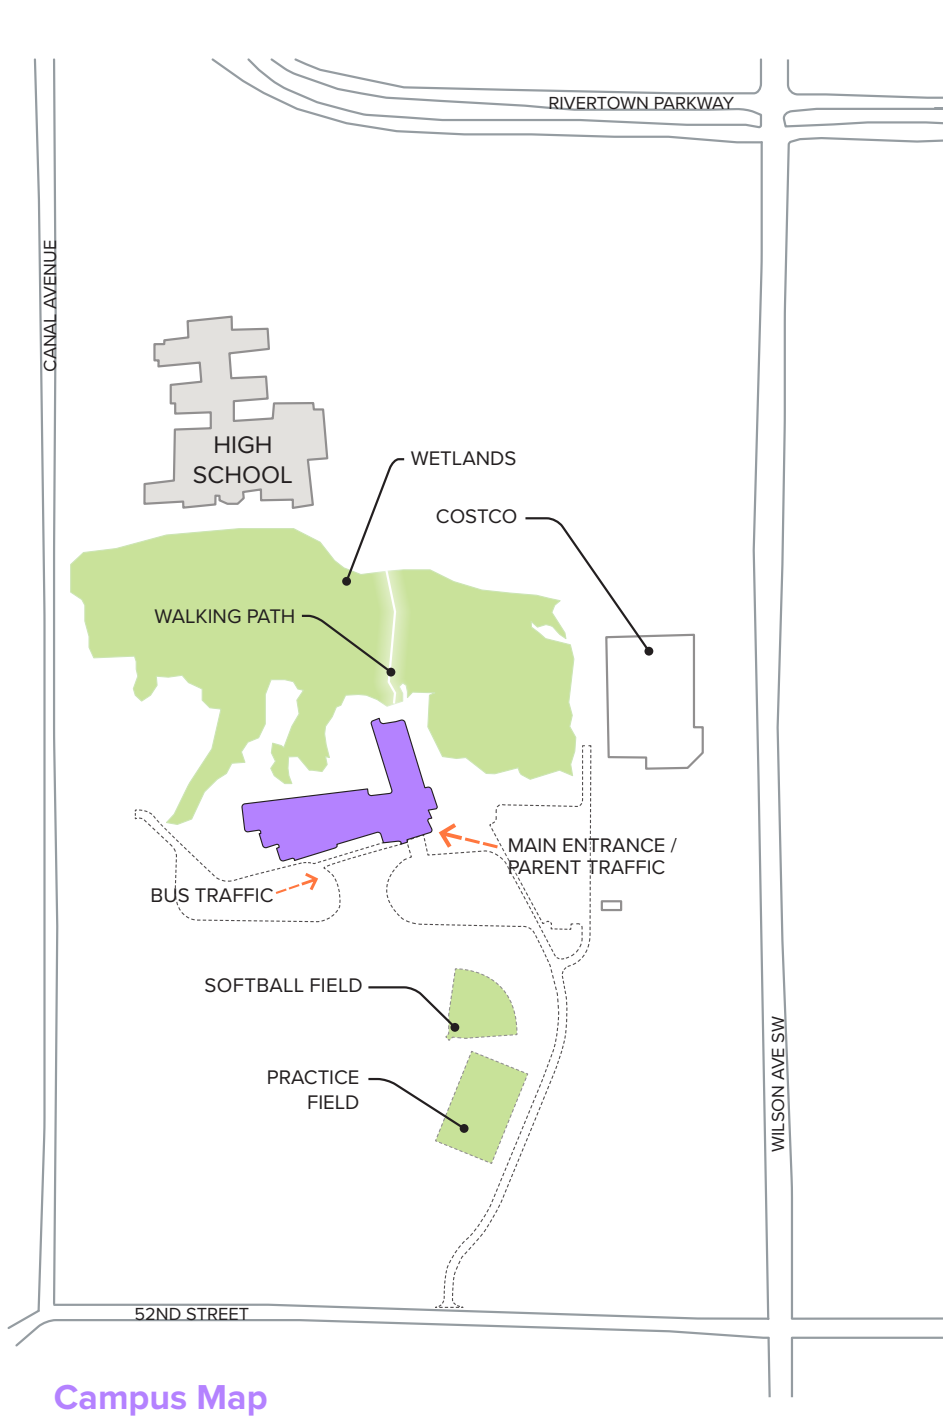 RIVERTOWN PARKWAY
CANAL AVENUE
HIGH
SCHOOL
WETLANDS
COSTCO
WALKING PATH
MAIN ENTRANCE /
PARENT TRAFFIC
BUS TRAFFIC
SOFTBALL FIELD
PRACTICE
FIELD
WILSON AVE SW
52ND STREET
Campus Map